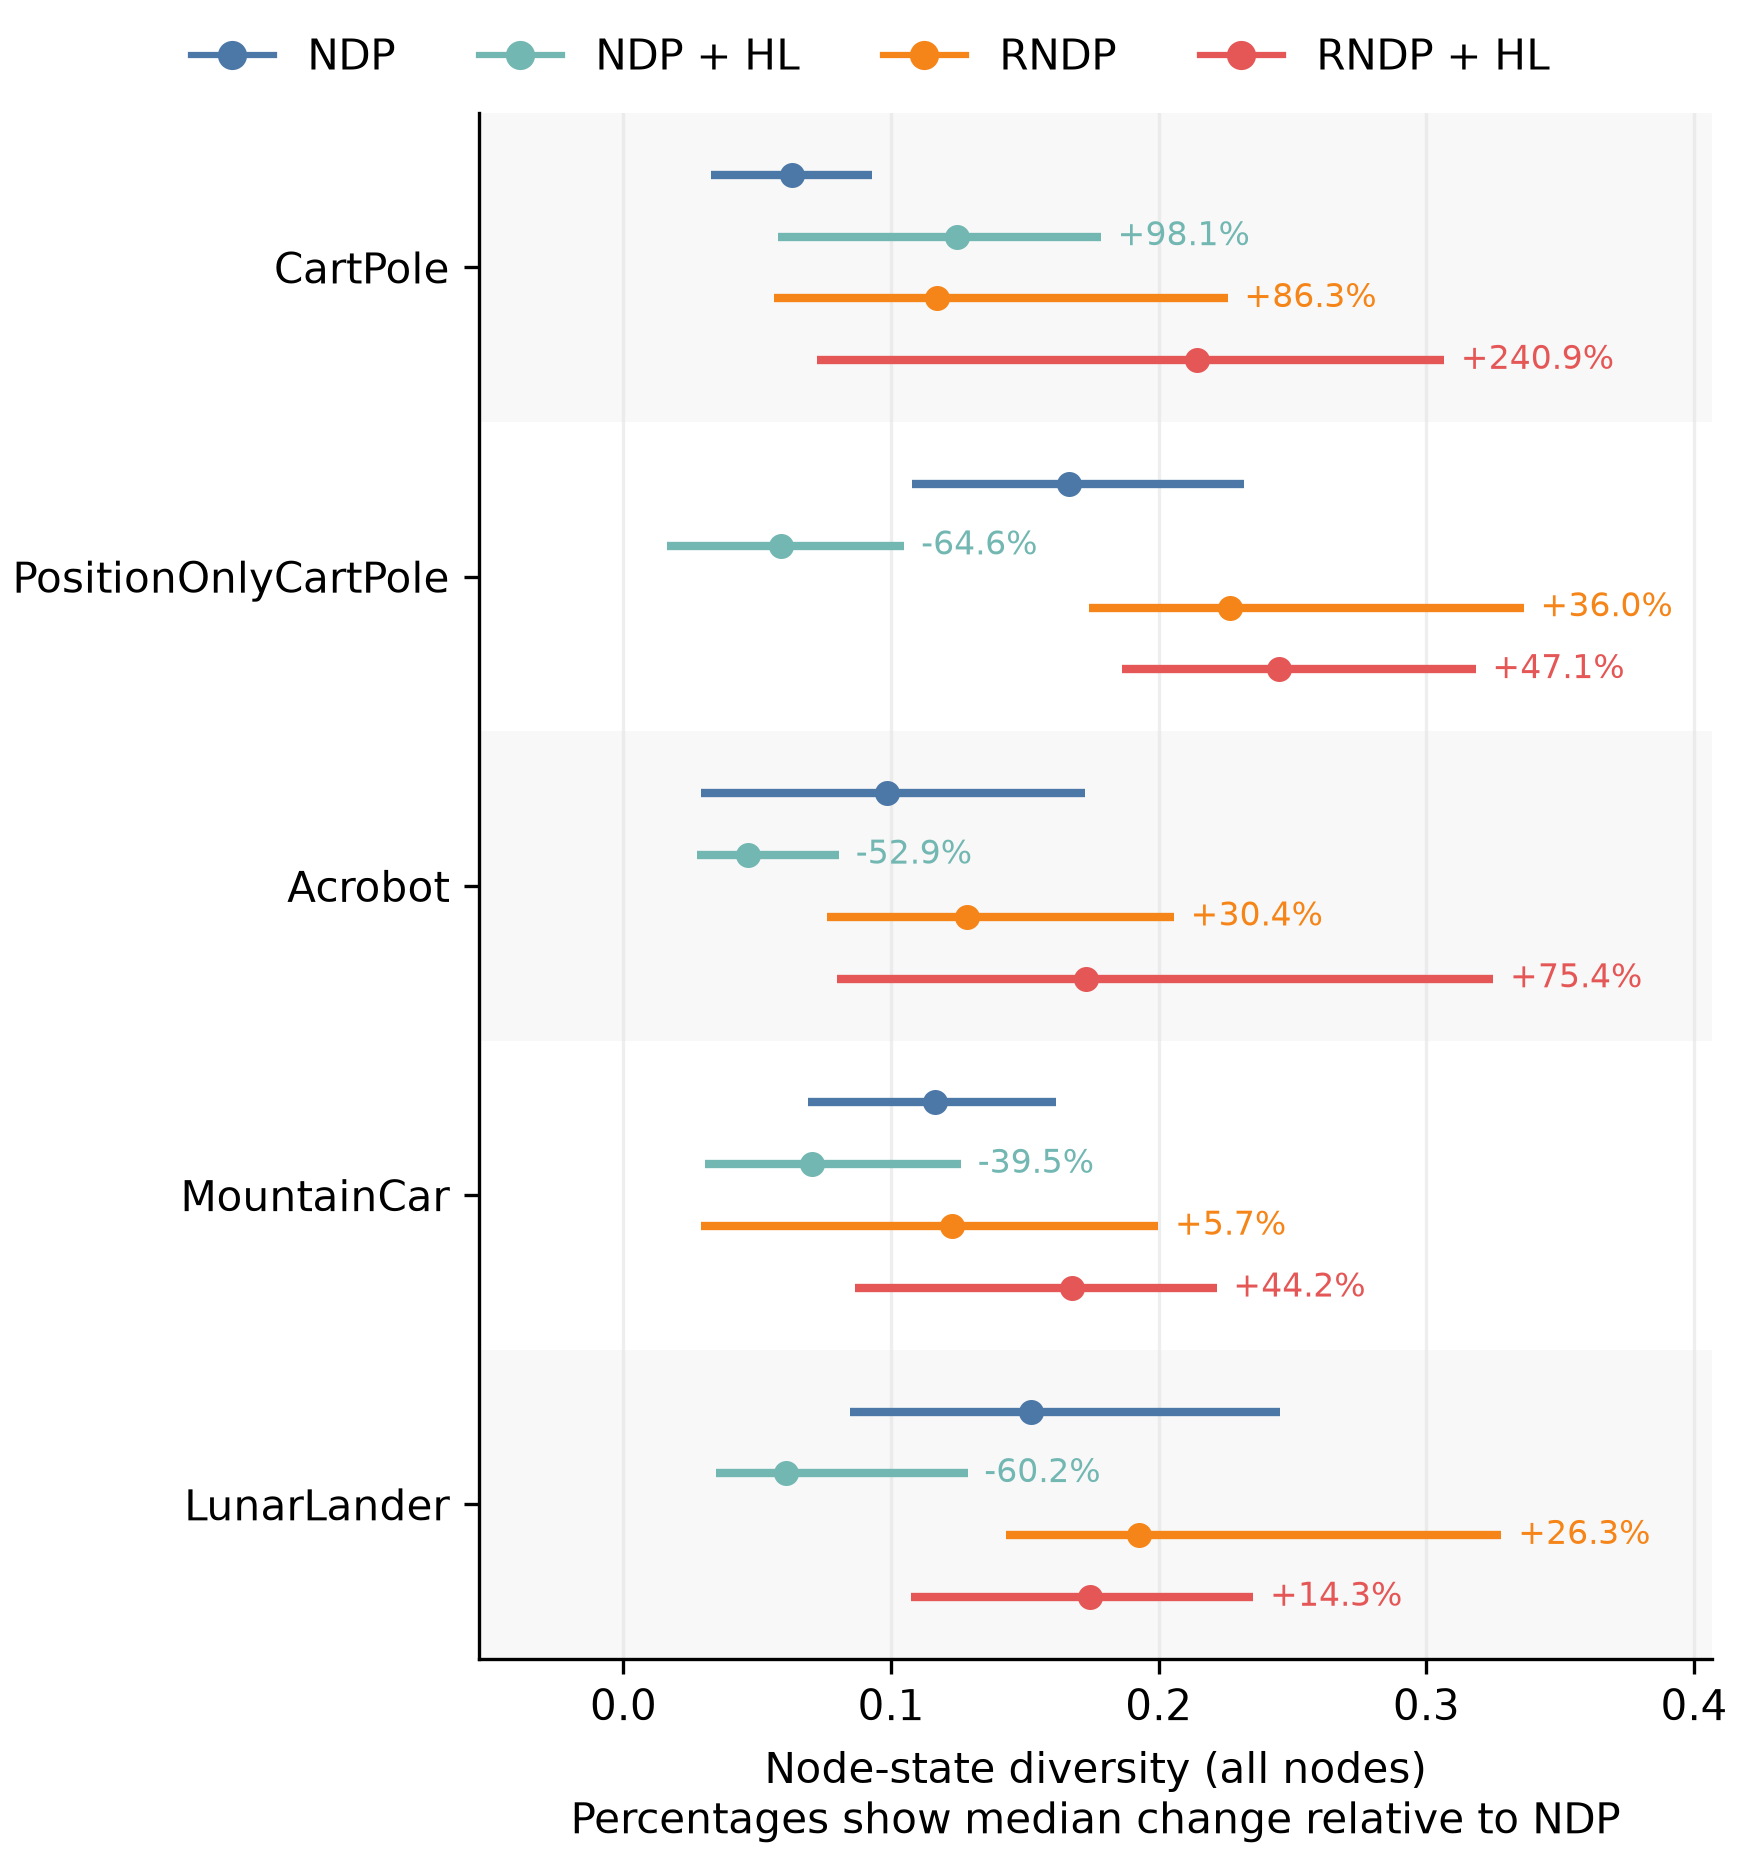 NDP NDP + HL RNDP RNDP + HL
CartPole
+98.1%
+86.3%
+240.9%
PositionOnlyCartPole
-64.6%
+36.0%
+47.1%
Acrobot
-52.9%
+30.4%
+75.4%
MountainCar
-39.5%
+5.7%
+44.2%
LunarLander
-60.2%
+26.3%
+14.3%
0.0 0.1 0.2 0.3 0.4
Node-state diversity (all nodes)
Percentages show median change relative to NDP